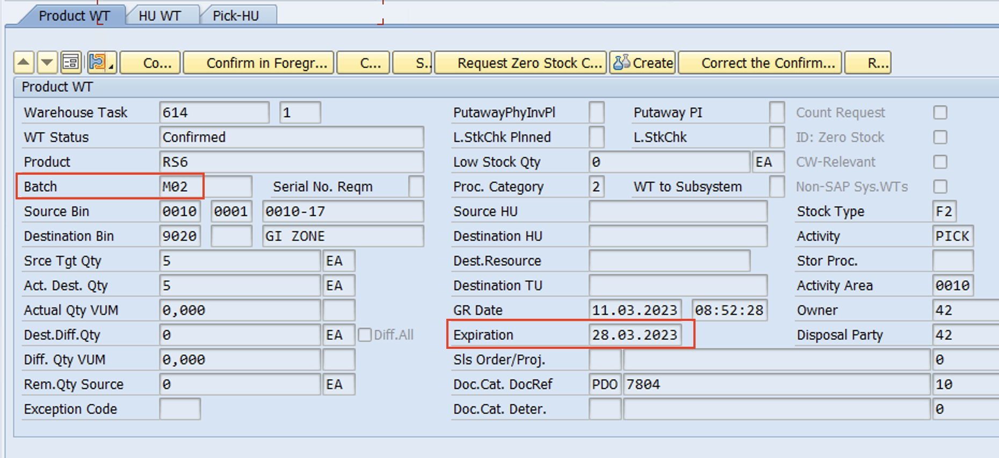 Product WT HU WT Pick-HU
Co... Confirm in Foregr... C... S.. Request Zero Stock C... Create Correct the Confirm... R...
Product WT
Warehouse Task 614 1 PutawayPhyInvPl Putaway PI Count Request
WT Status Confirmed L.StkChk Plnned L.StkChk ID: Zero Stock
Product RS6 Low Stock Qty 0 EA CW-Relevant
Batch M02 Serial No. Reqm Proc. Category 2 WT to Subsystem Non-SAP Sys.WTs
Source Bin 0010 0001 0010-17 Source HU Stock Type F2
Destination Bin 9020 GI ZONE Destination HU Activity PICK
Srce Tgt Qty 5 EA Dest.Resource Stor Proc.
Act. Dest. Qty 5 EA Destination TU Activity Area 0010
Actual Qty VUM 0,000 GR Date 11.03.2023 08:52:28 Owner 42
Dest.Diff.Qty 0 EA Diff.All Expiration 28.03.2023 Disposal Party 42
Diff. Qty VUM 0,000 Sls Order/Proj. 0
Rem.Qty Source 0 EA Doc.Cat. DocRef PDO 7804 10
Exception Code Doc.Cat. Deter. 0